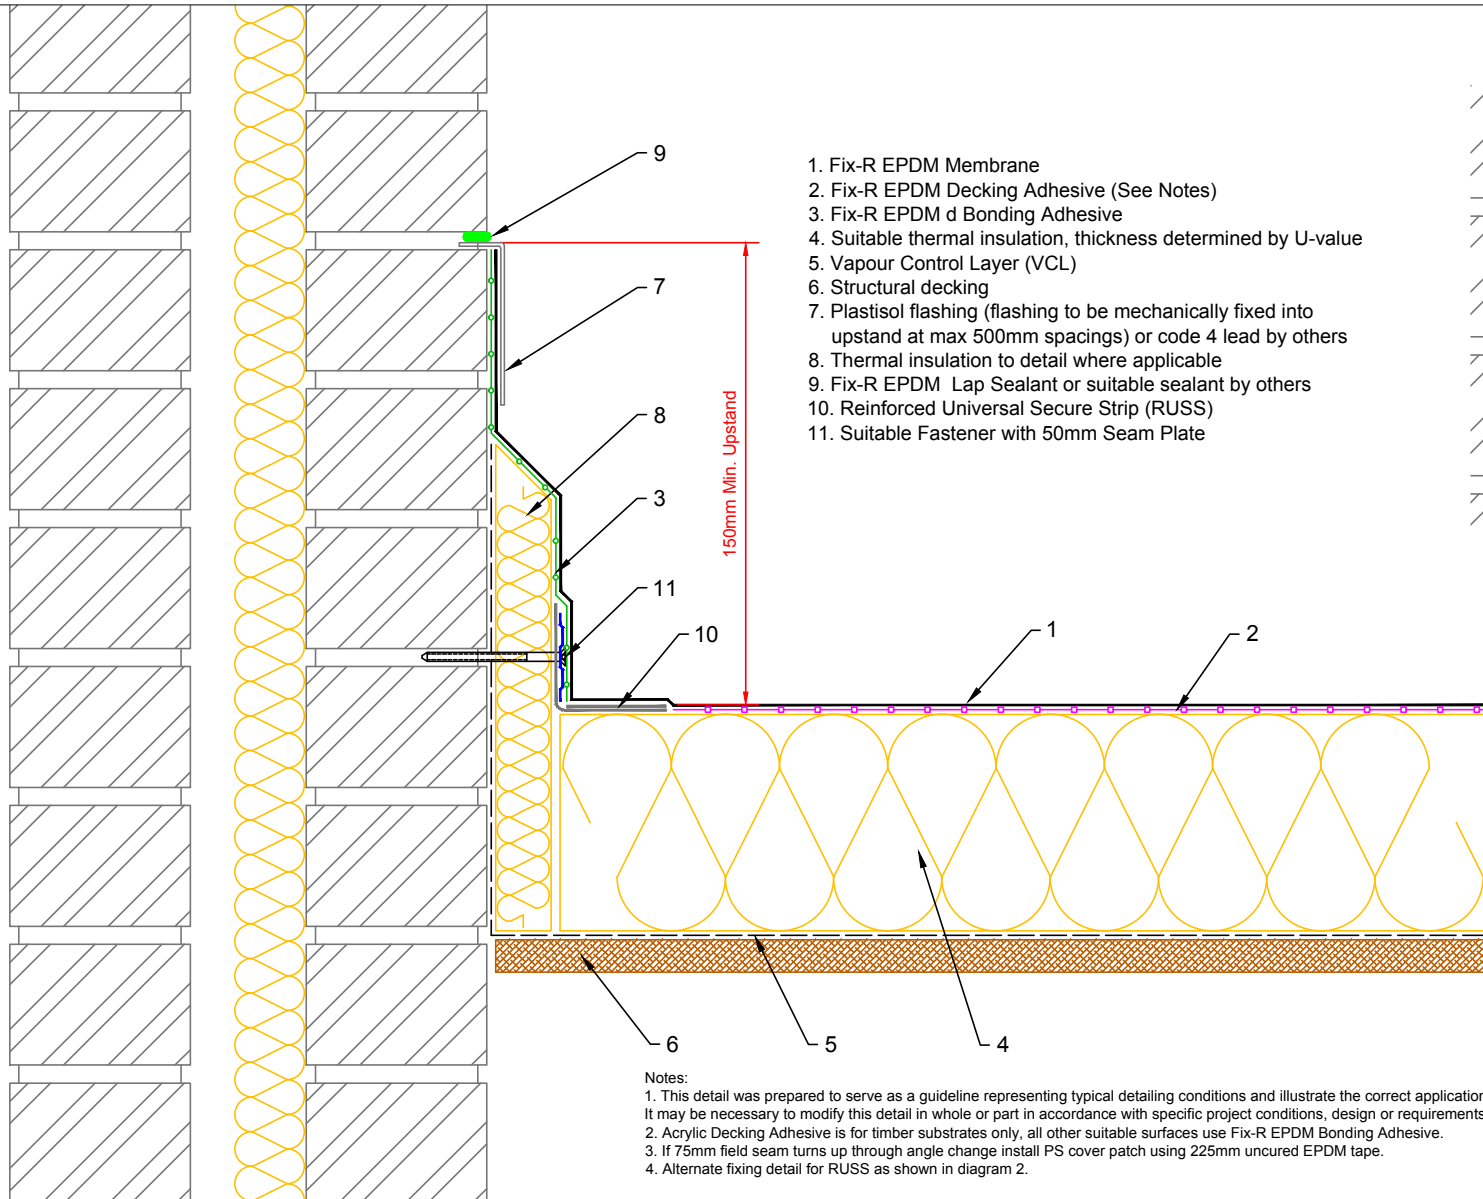 9
7
8
3
11
10
1
2
150mm Min. Upstand
1. Fix-R EPDM Membrane
2. Fix-R EPDM Decking Adhesive (See Notes)
3. Fix-R EPDM d Bonding Adhesive
4. Suitable thermal insulation, thickness determined by U-value
5. Vapour Control Layer (VCL)
6. Structural decking
7. Plastisol flashing (flashing to be mechanically fixed into
upstand at max 500mm spacings) or code 4 lead by others
8. Thermal insulation to detail where applicable
9. Fix-R EPDM  Lap Sealant or suitable sealant by others
10. Reinforced Universal Secure Strip (RUSS)
11. Suitable Fastener with 50mm Seam Plate
6
5
4
Notes:
1. This detail was prepared to serve as a guideline representing typical detailing conditions and illustrate the correct application
It may be necessary to modify this detail in whole or part in accordance with specific project conditions, design or requirements
2. Acrylic Decking Adhesive is for timber substrates only, all other suitable surfaces use Fix-R EPDM Bonding Adhesive.
3. If 75mm field seam turns up through angle change install PS cover patch using 225mm uncured EPDM tape.
4. Alternate fixing detail for RUSS as shown in diagram 2.